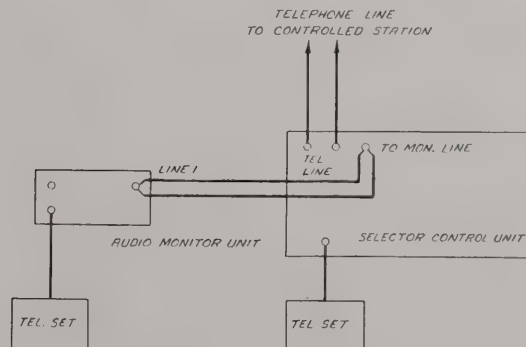 TELEPHONE LINE
TO CONTROLLED STATION
TEL
LINE
TO MON. LINE
LINE 1
AUDIO MONITOR UNIT
SELECTOR CONTROL UNIT
TEL. SET
TEL SET